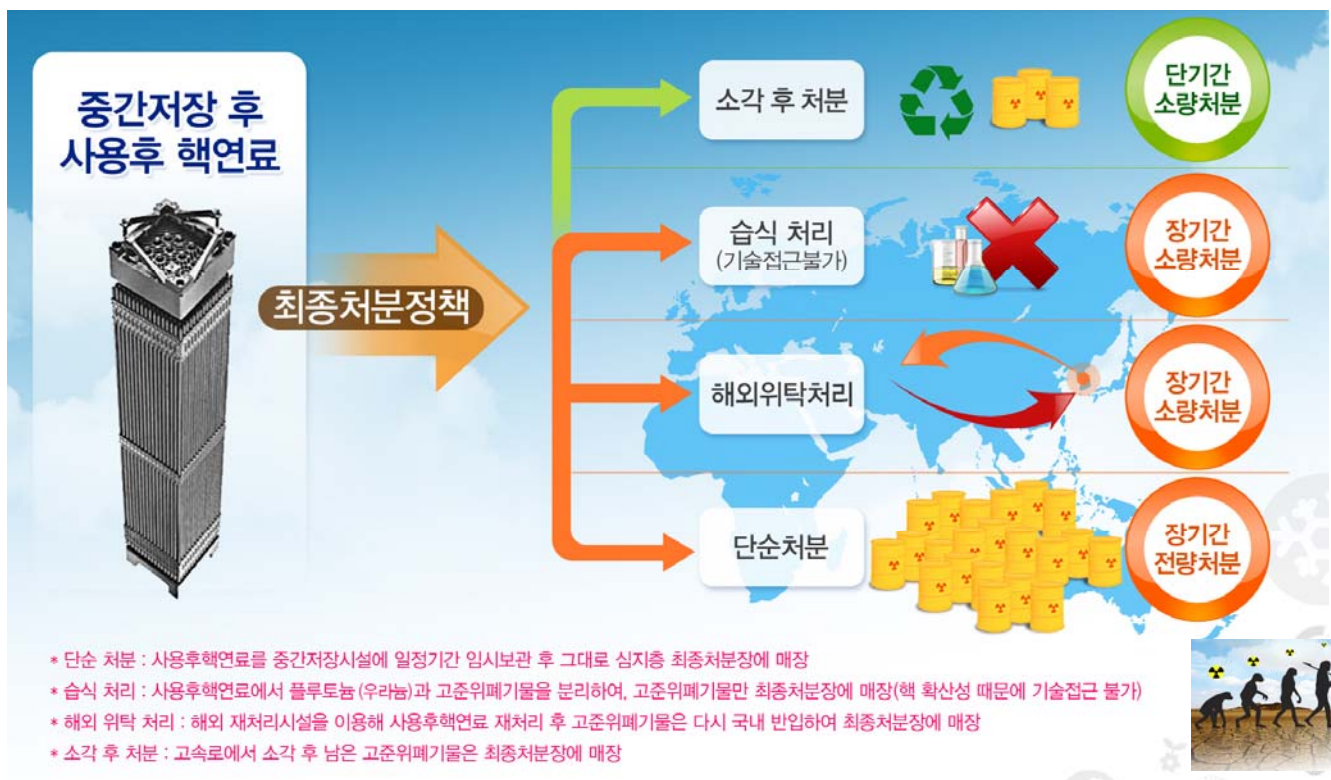 중간저장 후
사용후 핵연료
최종처분정책
소각 후 처분
단기간
소량처분
습식 처리
(기술접근불가)
장기간
소량처분
해외위탁처리
장기간
소량처분
단순처분
장기간
전량처분
* 단순 처분 : 사용후핵연료를 중간저장시설에 일정기간 임시보관 후 그대로 심지층 최종처분장에 매장
* 습식 처리 : 사용후핵연료에서 플루토늄(우라늄)과 고준위폐기물을 분리하여, 고준위폐기물만 최종처분장에 매장(핵 확산성 때문에 기술접근 불가)
* 해외 위탁 처리 : 해외 재처리시설을 이용해 사용후핵연료 재처리 후 고준위폐기물은 다시 국내 반입하여 최종처분장에 매장
* 소각 후 처분 : 고속로에서 소각 후 남은 고준위폐기물은 최종처분장에 매장